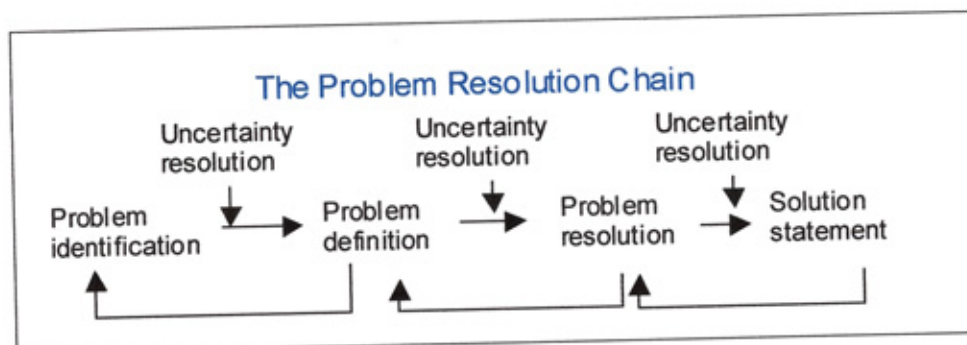 The Problem Resolution Chain
Uncertainty
resolution
Uncertainty
resolution
Uncertainty
resolution
Problem
identification
Problem
definition
Problem
resolution
Solution
statement